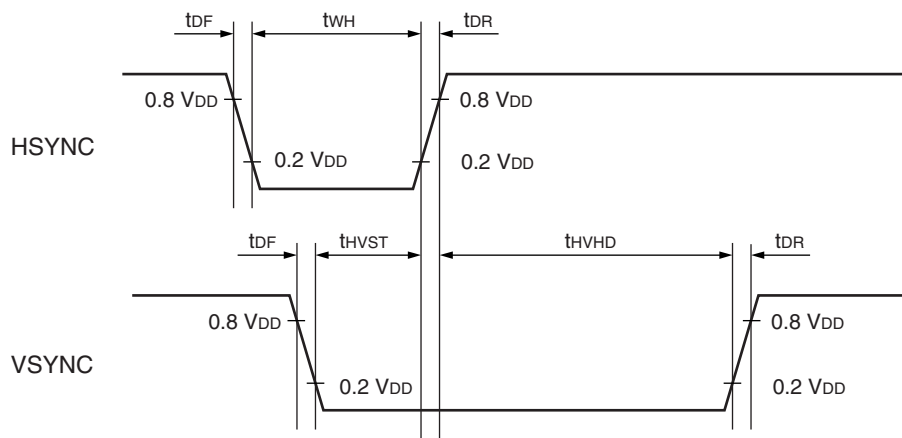 tDF tWH tDR
0.8 VDD 0.8 VDD
HSYNC
0.2 VDD 0.2 VDD
tDF tHVST tHVHD tDR
0.8 VDD 0.8 VDD
VSYNC
0.2 VDD 0.2 VDD